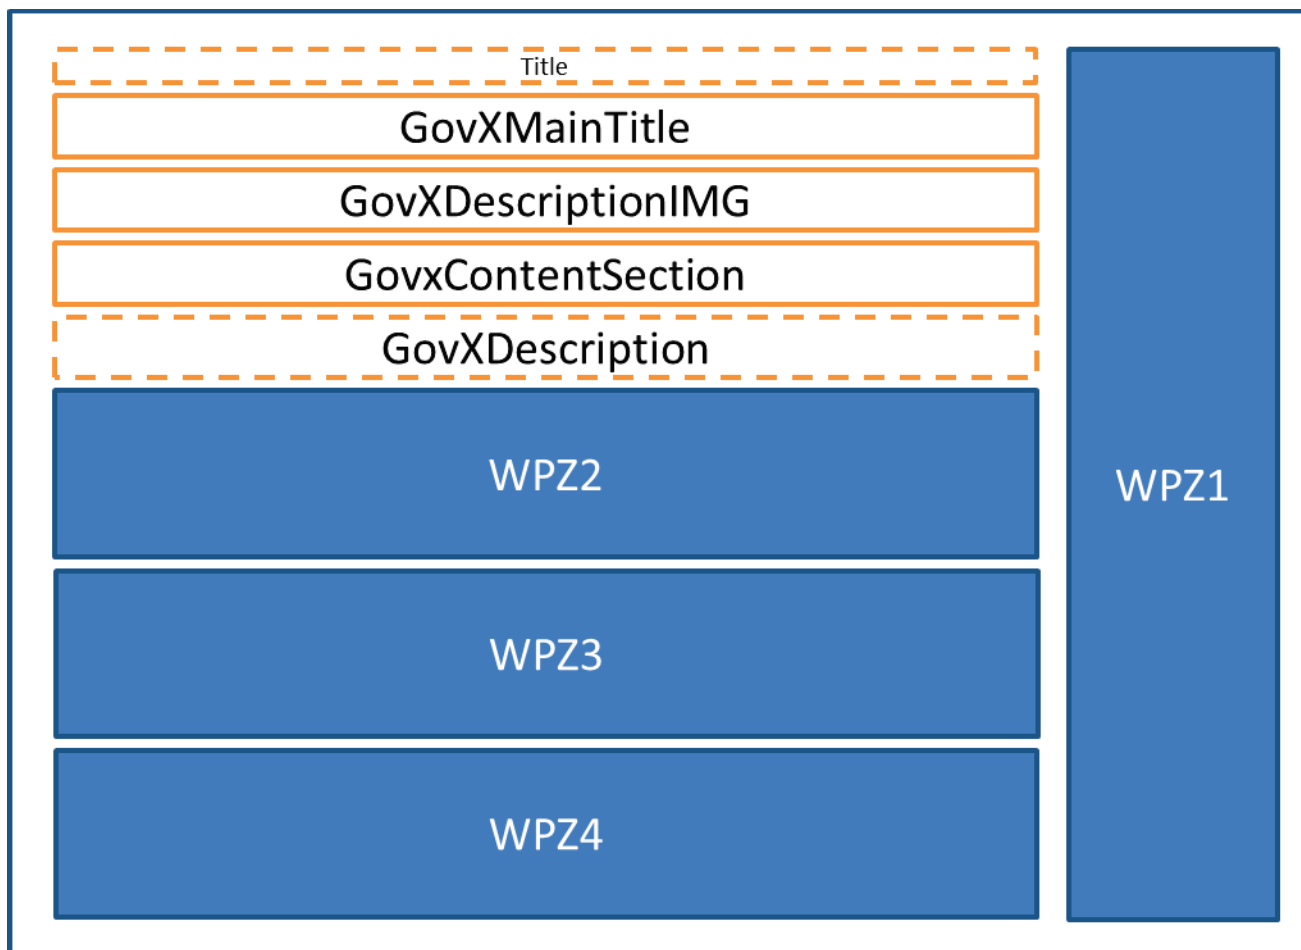 Title
GovXMainTitle
GovXDescriptionIMG
GovxContentSection
GovXDescription
WPZ2
WPZ3
WPZ4
WPZ1